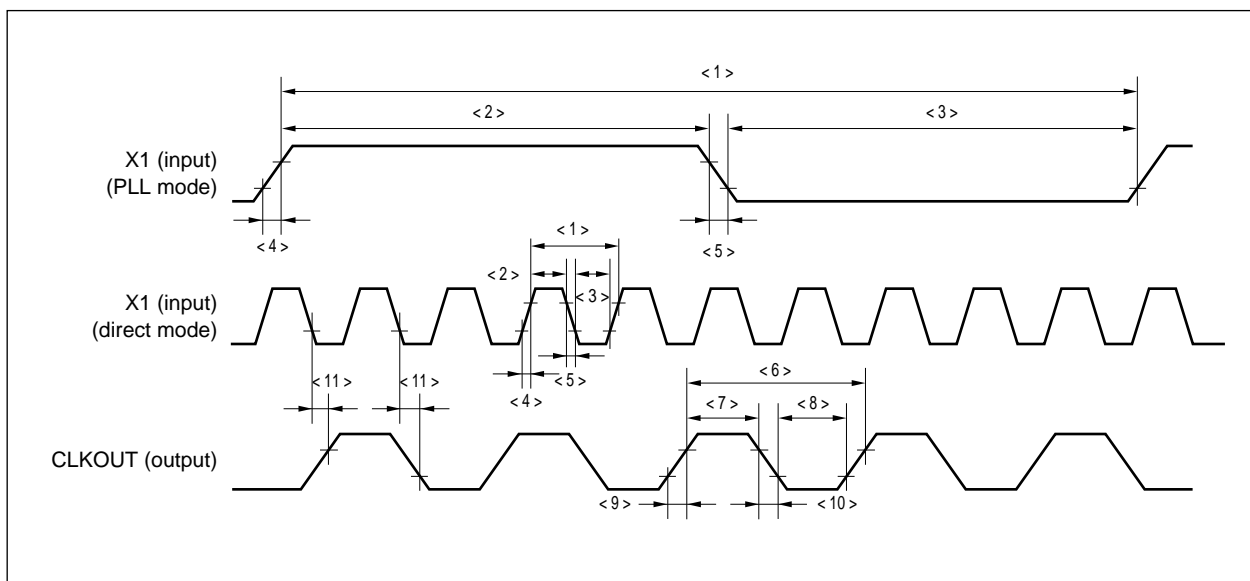 <1>
<2> <3>
X1 (input)
(PLL mode)
<4> <5>
<1>
<2> <3>
X1 (input)
(direct mode)
<4> <5>
<11> <11>
<6>
<7> <8>
CLKOUT (output)
<9> <10>